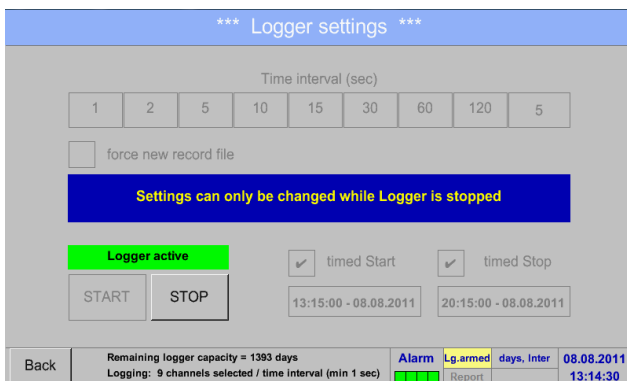 *** Logger settings ***
Time interval (sec)
1 2 5 10 15 30 60 120 5
force new record file
Settings can only be changed while Logger is stopped
Logger active
timed Start
timed Stop
START STOP
13:15:00 - 08.08.2011
20:15:00 - 08.08.2011
Back
Remaining logger capacity = 1393 days
Logging: 9 channels selected / time interval (min 1 sec)
Alarm
Lg.armed
Report
days, Inter
08.08.2011
13:14:30